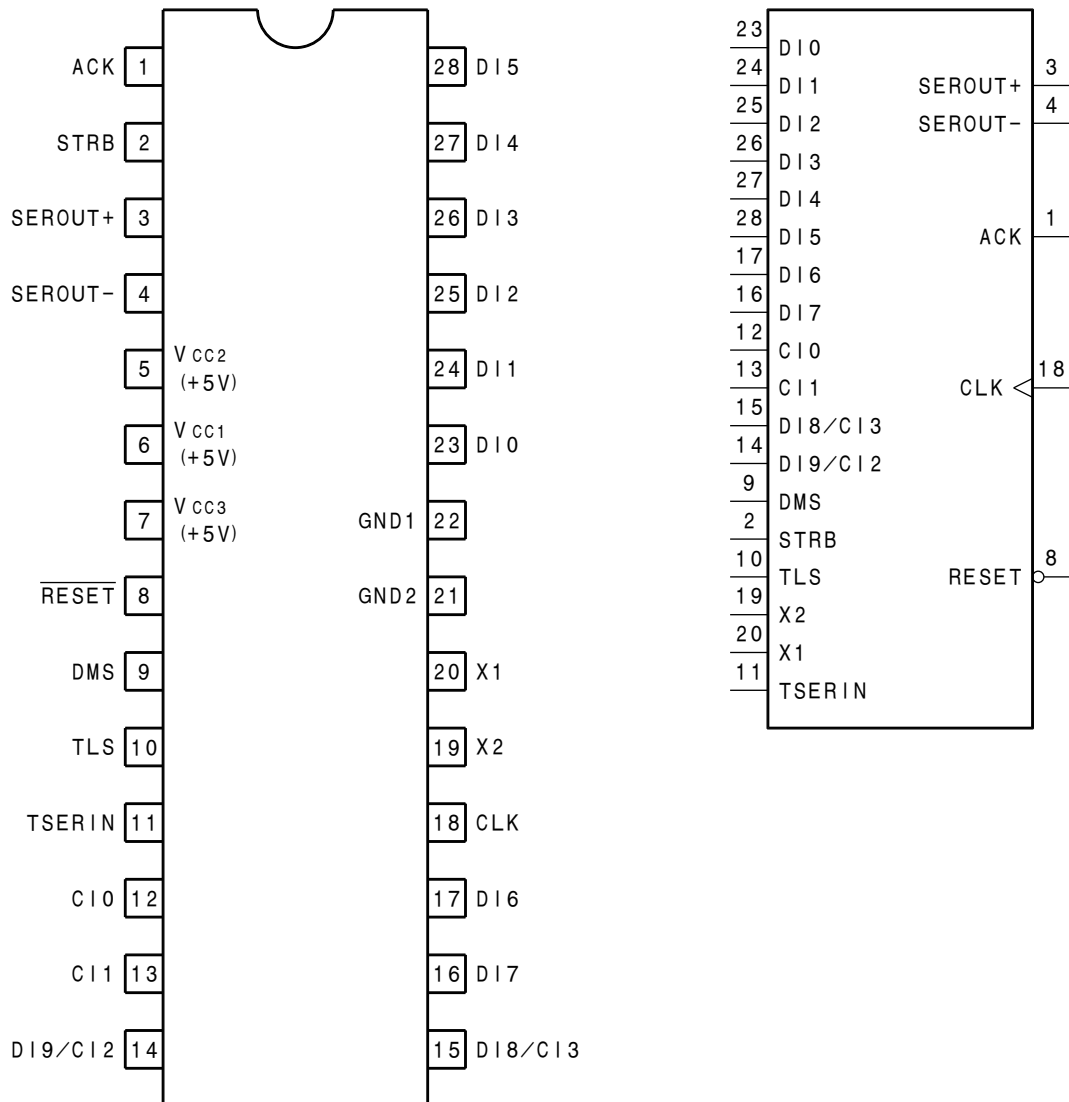 ACK 1
28 DI5
STRB 2
27 DI4
SEROUT+ 3
26 DI3
SEROUT- 4
25 DI2
5 VCC2
(+5V)
24 DI1
6 VCC1
(+5V)
23 DI0
7 VCC3
(+5V)
GND1 22
RESET 8
GND2 21
DMS 9
20 X1
TLS 10
19 X2
TSERIN 11
18 CLK
CI0 12
17 DI6
CI1 13
16 DI7
DI9/CI2 14
15 DI8/CI3
23
DI0
24
DI1
25
DI2
26
DI3
27
DI4
28
DI5
17
DI6
16
DI7
12
CI0
13
CI1
15
DI8/CI3
14
DI9/CI2
9
DMS
2
STRB
10
TLS
19
X2
20
X1
11
TSERIN
3
SEROUT+
4
SEROUT-
1
ACK
18
CLK
8
RESET